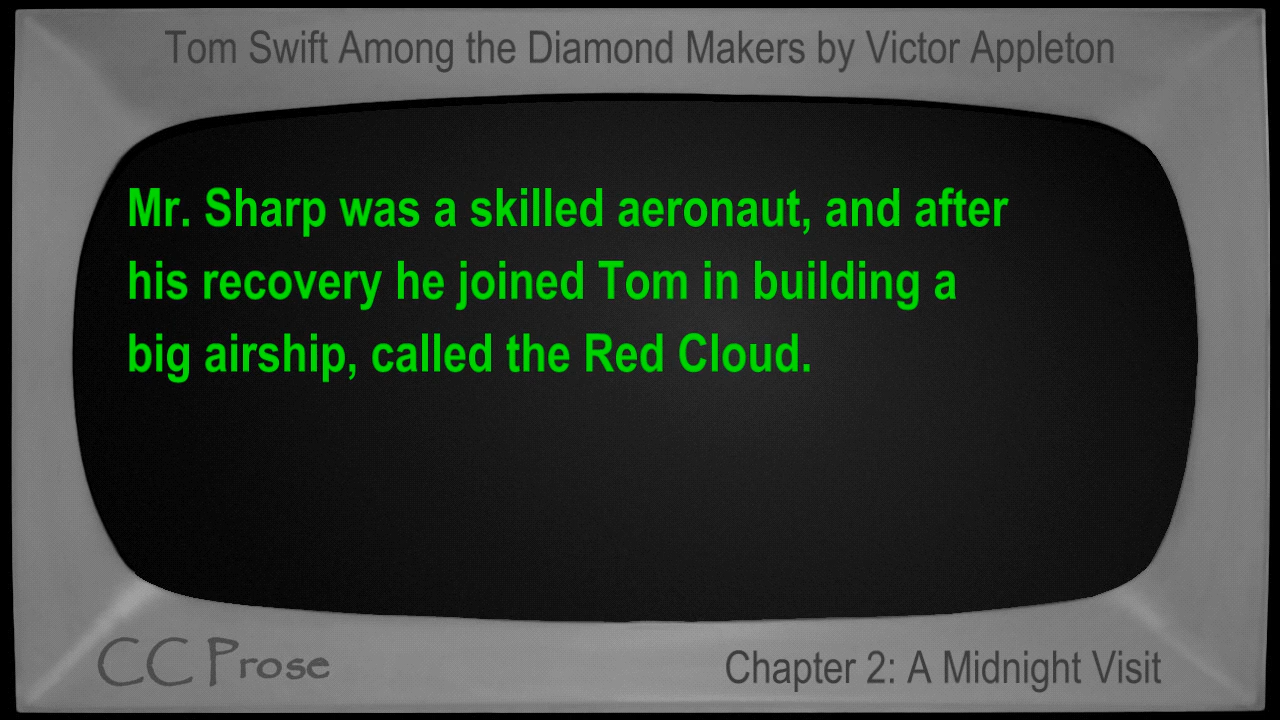 Tom Swift Among the Diamond Makers by Victor Appleton
Mr. Sharp was a skilled aeronaut, and after
his recovery he joined Tom in building a
big airship, called the Red Cloud.
CC Prose
Chapter 2: A Midnight Visit